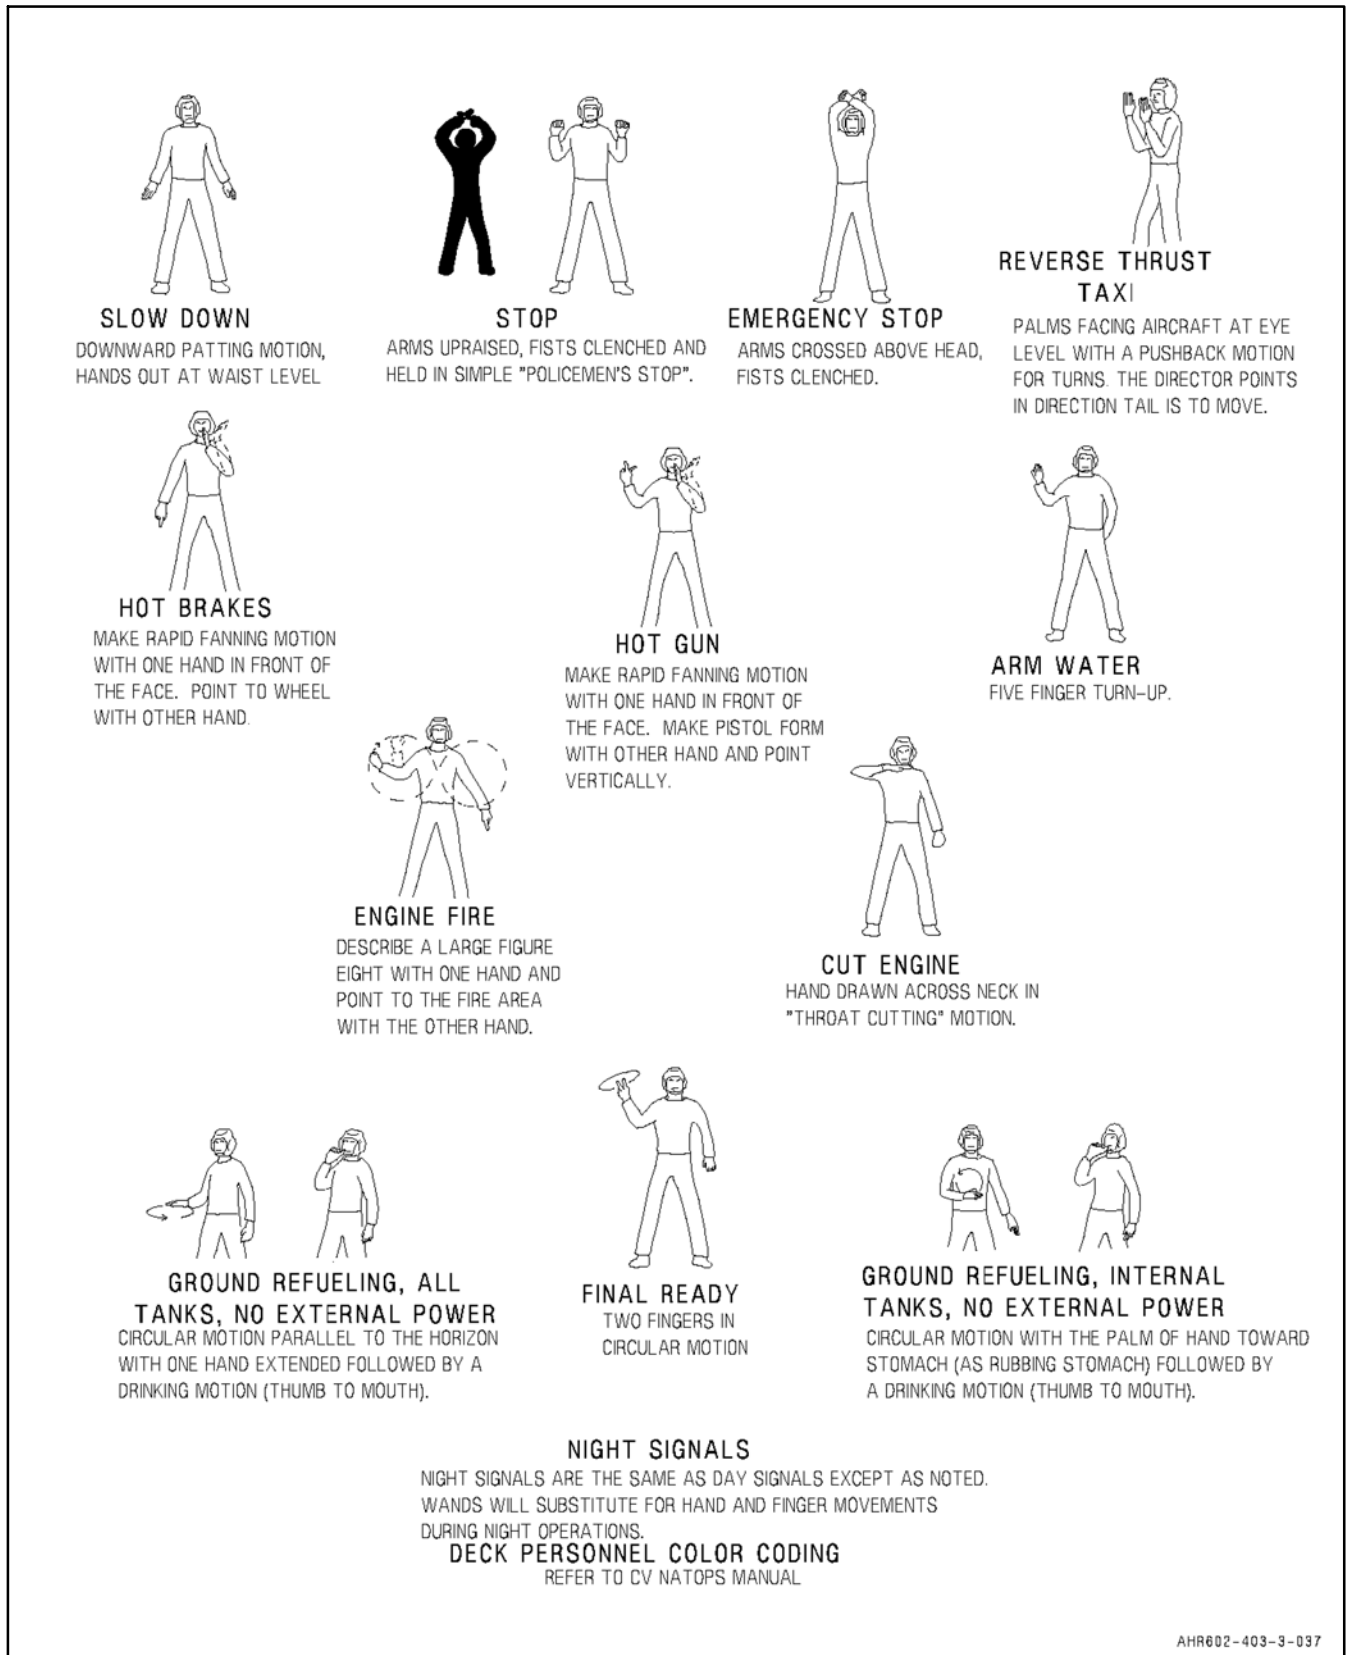 SLOW DOWN
DOWNWARD PATTING MOTION,
HANDS OUT AT WAIST LEVEL
STOP
ARMS UPRAISED, FISTS CLENCHED AND
HELD IN SIMPLE "POLICEMEN'S STOP".
EMERGENCY STOP
ARMS CROSSED ABOVE HEAD,
FISTS CLENCHED.
REVERSE THRUST
TAXI
PALMS FACING AIRCRAFT AT EYE
LEVEL WITH A PUSHBACK MOTION
FOR TURNS. THE DIRECTOR POINTS
IN DIRECTION TAIL IS TO MOVE.
HOT BRAKES
MAKE RAPID FANNING MOTION
WITH ONE HAND IN FRONT OF
THE FACE. POINT TO WHEEL
WITH OTHER HAND.
HOT GUN
MAKE RAPID FANNING MOTION
WITH ONE HAND IN FRONT OF
THE FACE. MAKE PISTOL FORM
WITH OTHER HAND AND POINT
VERTICALLY.
ARM WATER
FIVE FINGER TURN-UP.
ENGINE FIRE
DESCRIBE A LARGE FIGURE
EIGHT WITH ONE HAND AND
POINT TO THE FIRE AREA
WITH THE OTHER HAND.
CUT ENGINE
HAND DRAWN ACROSS NECK IN
"THROAT CUTTING" MOTION.
GROUND REFUELING, ALL
TANKS, NO EXTERNAL POWER
CIRCULAR MOTION PARALLEL TO THE HORIZON
WITH ONE HAND EXTENDED FOLLOWED BY A
DRINKING MOTION (THUMB TO MOUTH).
FINAL READY
TWO FINGERS IN
CIRCULAR MOTION
GROUND REFUELING, INTERNAL
TANKS, NO EXTERNAL POWER
CIRCULAR MOTION WITH THE PALM OF HAND TOWARD
STOMACH (AS RUBBING STOMACH) FOLLOWED BY
A DRINKING MOTION (THUMB TO MOUTH).
NIGHT SIGNALS
NIGHT SIGNALS ARE THE SAME AS DAY SIGNALS EXCEPT AS NOTED.
WANDS WILL SUBSTITUTE FOR HAND AND FINGER MOVEMENTS
DURING NIGHT OPERATIONS.
DECK PERSONNEL COLOR CODING
REFER TO CV NATOPS MANUAL
AHR602-403-3-037